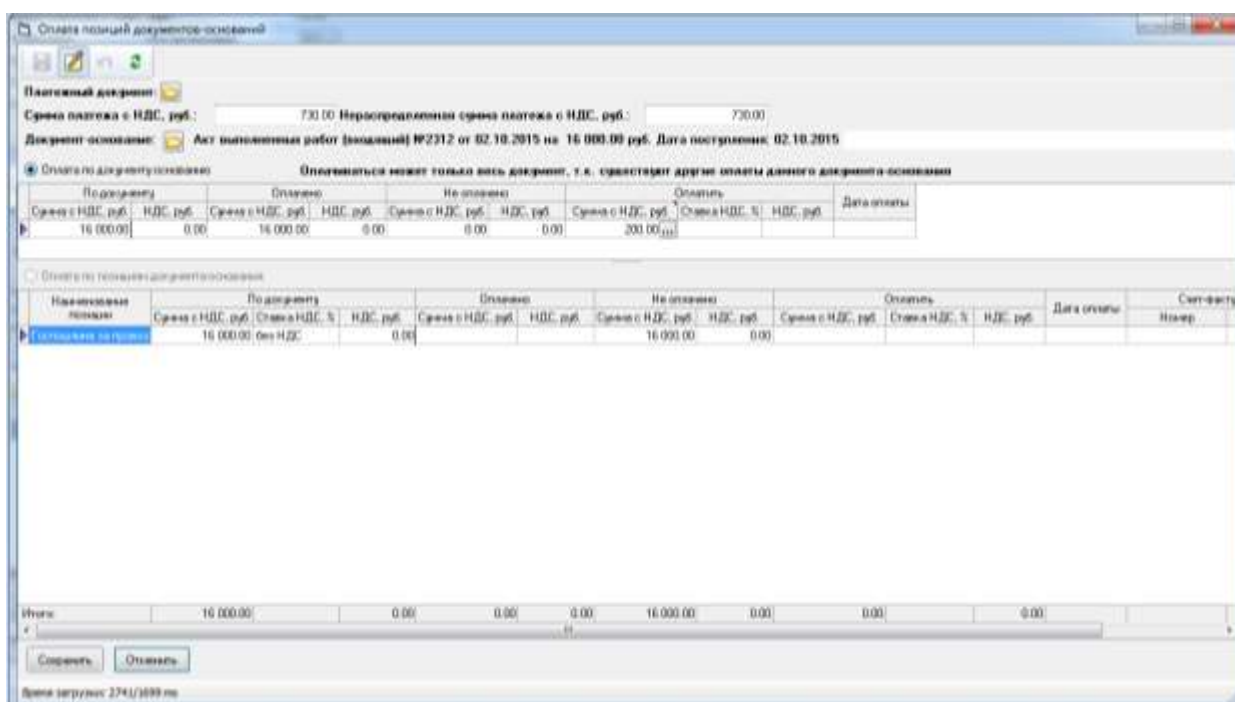 Оплата позиций документов-оснований
Платежный документ:
Сумма платежа с НДС, руб.: 730.00 Нераспределенная сумма платежа с НДС, руб.: 730.00
Документ-основание: Акт выполненных работ (входящий) №2312 от 02.10.2015 на 16 000.00 руб. Дата поступления: 02.10.2015
Оплата по документу-основанию Оплачиваться может только весь документ, т.к. существуют другие оплаты данного документа-основания
По документу Оплачено Не оплачено Оплатить Дата оплаты
Сумма с НДС, руб. НДС, руб. Сумма с НДС, руб. НДС, руб. Сумма с НДС, руб. НДС, руб. Сумма с НДС, руб. Ставка НДС, % НДС, руб.
16 000.00 0.00 16 000.00 0.00 0.00 0.00 200.00 ...
Оплата по позициям документа-основания
Наименование позиции По документу Оплачено Не оплачено Оплатить Дата оплаты Счет-факту
Сумма с НДС, руб. Ставка НДС, % НДС, руб. Сумма с НДС, руб. НДС, руб. Сумма с НДС, руб. НДС, руб. Сумма с НДС, руб. Ставка НДС, % НДС, руб. Номер
16 000.00 без НДС 0.00 16 000.00 0.00
Итого: 16 000.00 0.00 0.00 0.00 16 000.00 0.00 0.00 0.00
Сохранить Отменить
Время загрузки: 2741/1699 ms